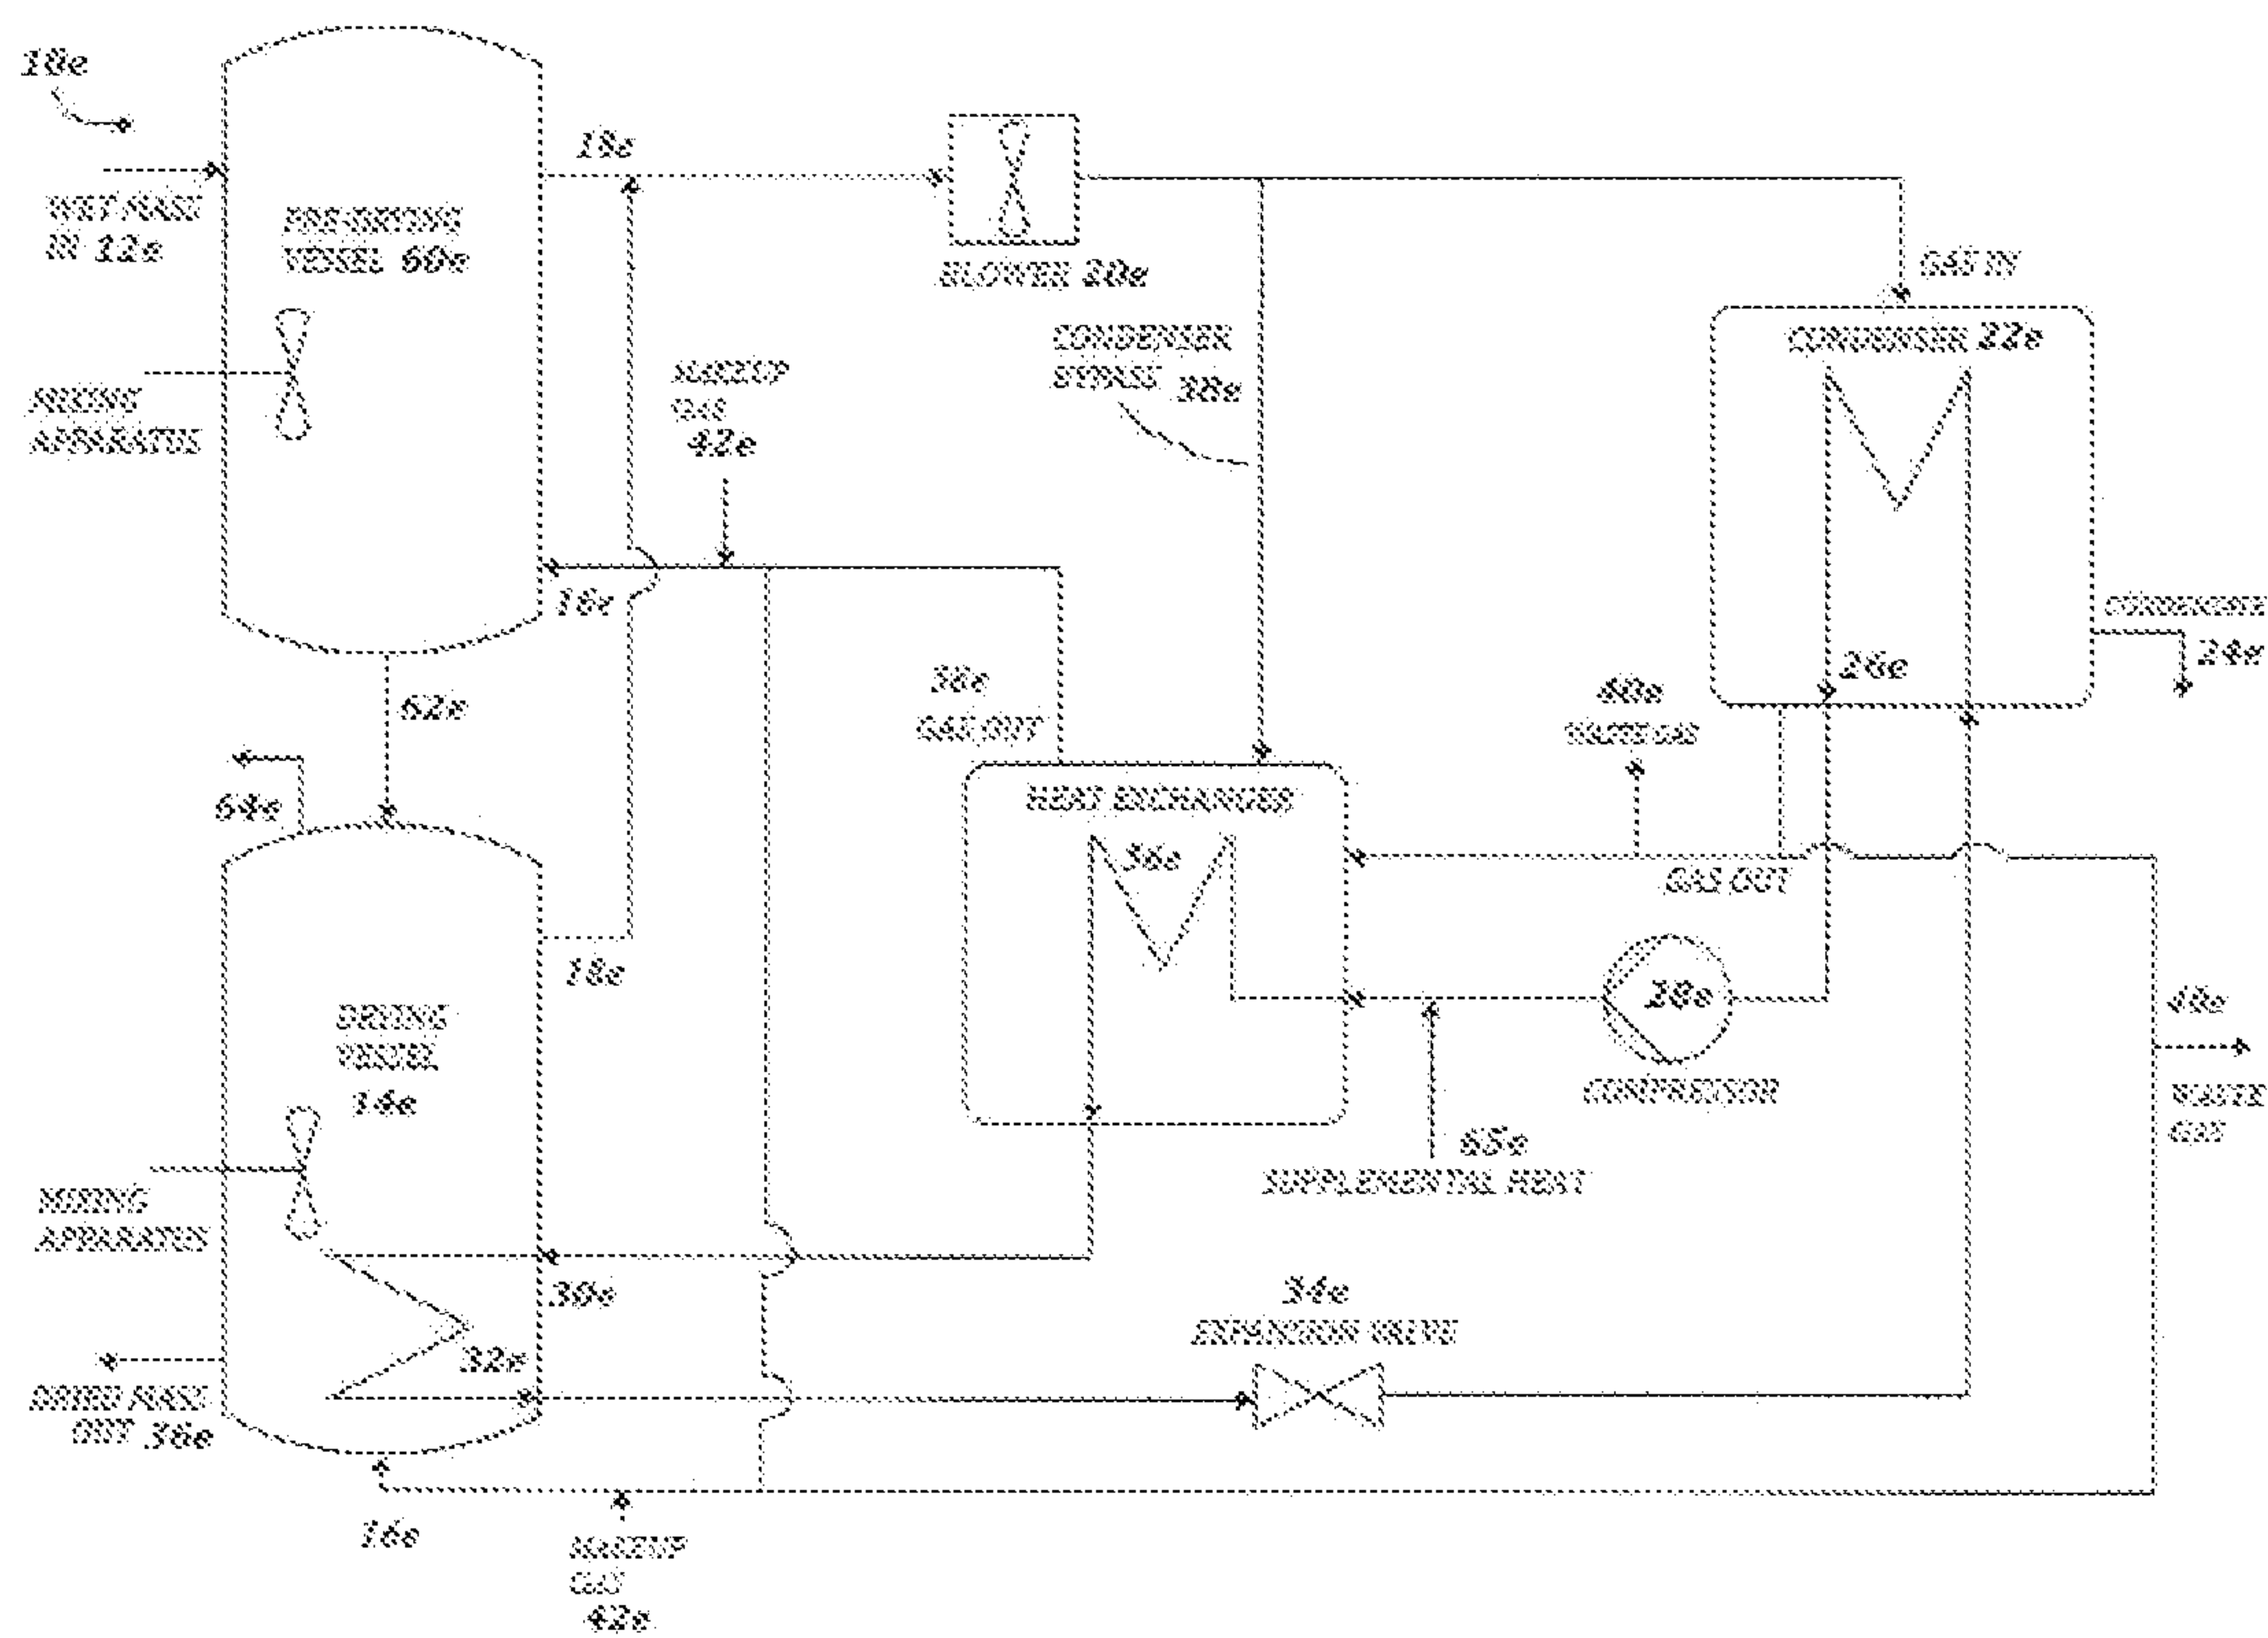 10e
18e
WET MASS
IN 12e
PRE-DRYING
VESSEL 60e
BLOWER 20e
GAS IN
CONDENSER
BYPASS 38e
CONDENSER 22e
MAKEUP
GAS
42e
MIXING
APPARATUS
16e
CONDENSATE
24e
26e
62e
GAS OUT
40e
WASTE GAS
64e
HEAT EXCHANGER
36e
GAS OUT
18e
DRYING
VESSEL
14e
28e
COMPRESSOR
40e
WASTE
GAS
65e
SUPPLEMENTAL HEAT
MIXING
APPARATUS
30e
34e
EXPANSION VALVE
32e
DRIED MASS
OUT 36e
16e
MAKEUP
GAS
42e